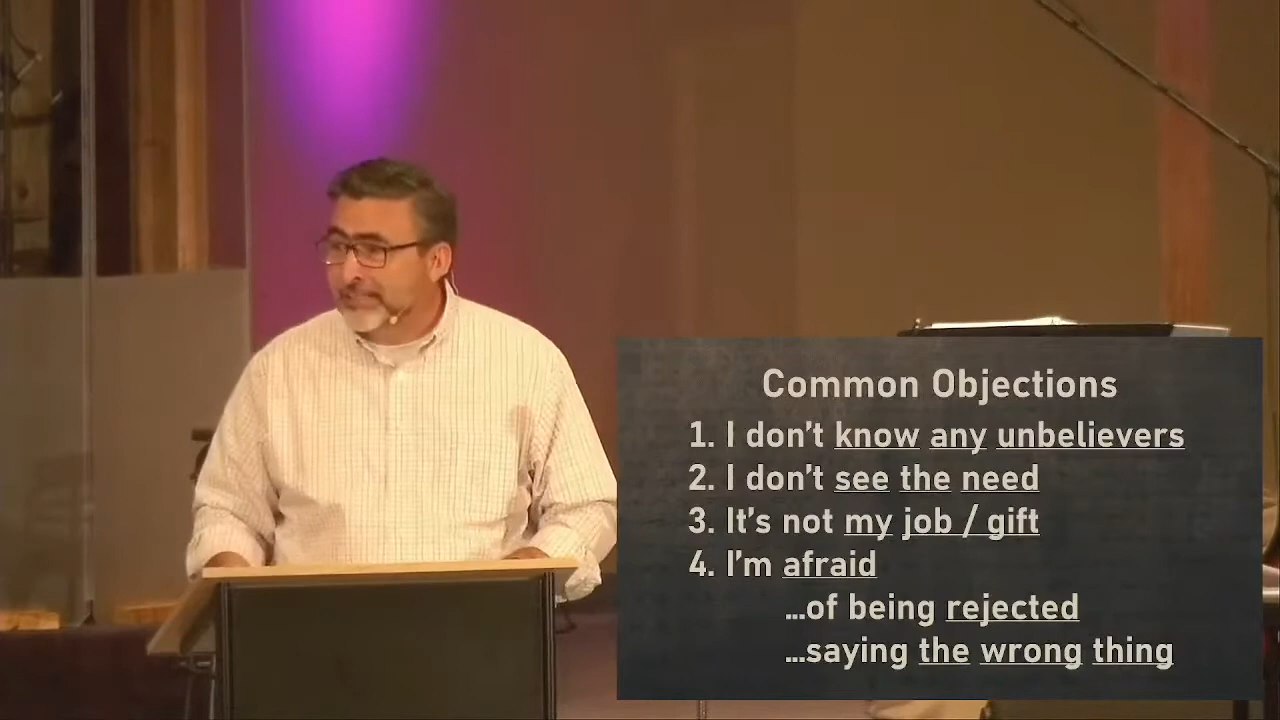 Common Objections
1. I don't know any unbelievers
2. I don't see the need
3. It's not my job / gift
4. I'm afraid
...of being rejected
...saying the wrong thing